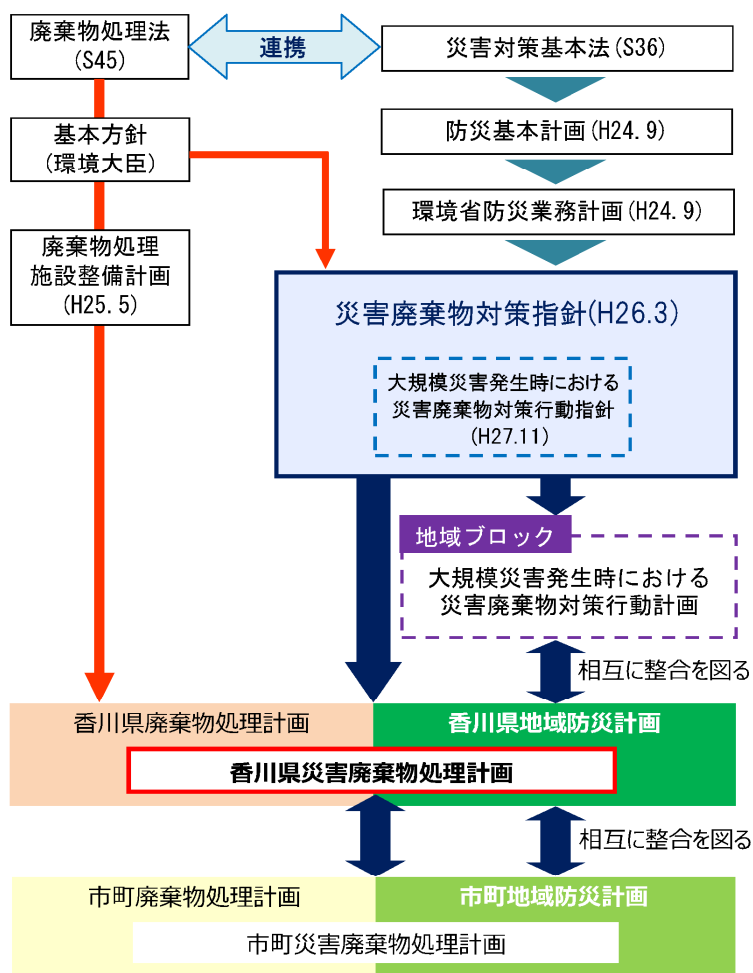 廃棄物処理法
(S45)
連携
災害対策基本法(S36)
基本方針
(環境大臣)
防災基本計画(H24.9)
環境省防災業務計画(H24.9)
廃棄物処理
施設整備計画
(H25.5)
災害廃棄物対策指針(H26.3)
大規模災害発生時における
災害廃棄物対策行動指針
(H27.11)
地域ブロック
大規模災害発生時における
災害廃棄物対策行動計画
相互に整合を図る
香川県廃棄物処理計画
香川県地域防災計画
香川県災害廃棄物処理計画
相互に整合を図る
市町廃棄物処理計画
市町地域防災計画
市町災害廃棄物処理計画